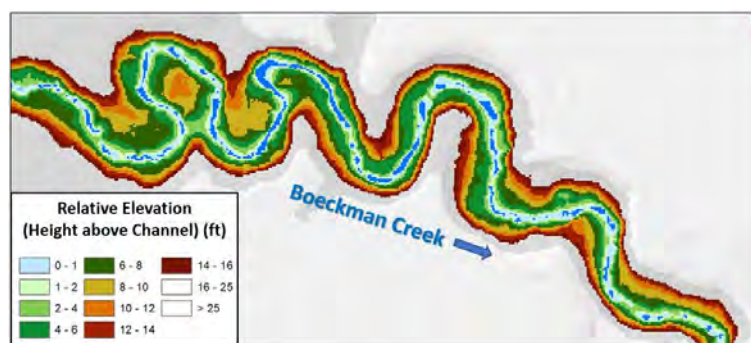 Boeckman Creek
Relative Elevation
(Height above Channel) (ft)
0 - 1
1 - 2
2 - 4
4 - 6
6 - 8
8 - 10
10 - 12
12 - 14
14 - 16
16 - 25
> 25